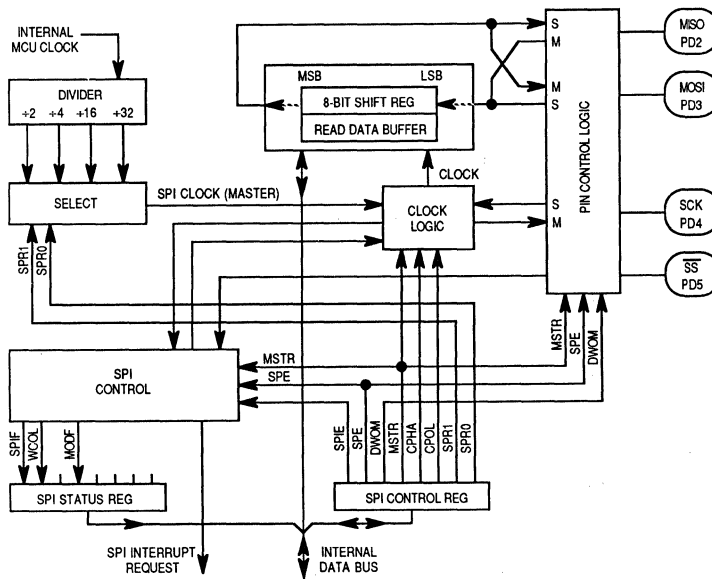 INTERNAL
MCU CLOCK
DIVIDER
÷2 ÷4 ÷16 ÷32
SELECT
SPR1
SPR0
SPI CLOCK (MASTER)
MSB LSB
8-BIT SHIFT REG
READ DATA BUFFER
CLOCK
CLOCK
LOGIC
S
M
M
S
S
M
PIN CONTROL LOGIC
MISO
PD2
MOSI
PD3
SCK
PD4
SS
PD5
MSTR
SPE
DWOM
SPI
CONTROL
MSTR
SPE
SPIF
WCOL
MODF
SPI STATUS REG
SPIE
SPE
DWOM
MSTR
CPHA
CPOL
SPR1
SPR0
SPI CONTROL REG
SPI INTERRUPT
REQUEST
INTERNAL
DATA BUS